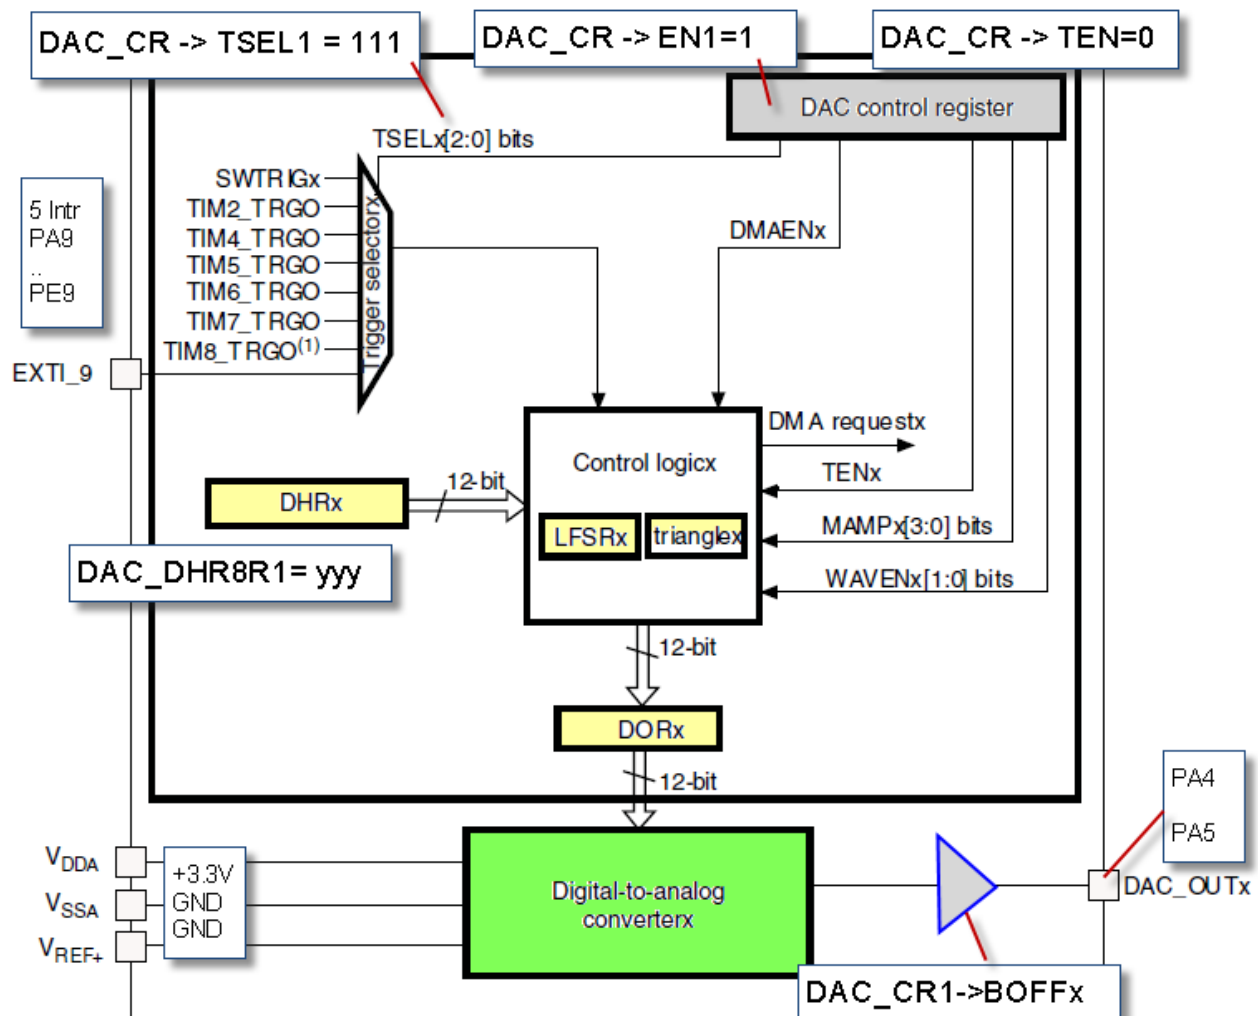 DAC_CR -> TSEL1 = 111
DAC_CR -> EN1=1
DAC_CR -> TEN=0
DAC control register
TSELx[2:0] bits
SWTRIGx
TIM2_TRGO
TIM4_TRGO
TIM5_TRGO
TIM6_TRGO
TIM7_TRGO
TIM8_TRGO(1)
Trigger selectorx
DMAENx
5 Intr
PA9
..
PE9
EXTI_9
DMA requestx
Control logicx
TENx
12-bit
DHRx
LFSRx
trianglex
MAMPx[3:0] bits
WAVENx[1:0] bits
DAC_DHR8R1= yyy
12-bit
DORx
12-bit
PA4
PA5
VDDA
VSSA
VREF+
+3.3V
GND
GND
Digital-to-analog
converterx
DAC_OUTx
DAC_CR1->BOFFx